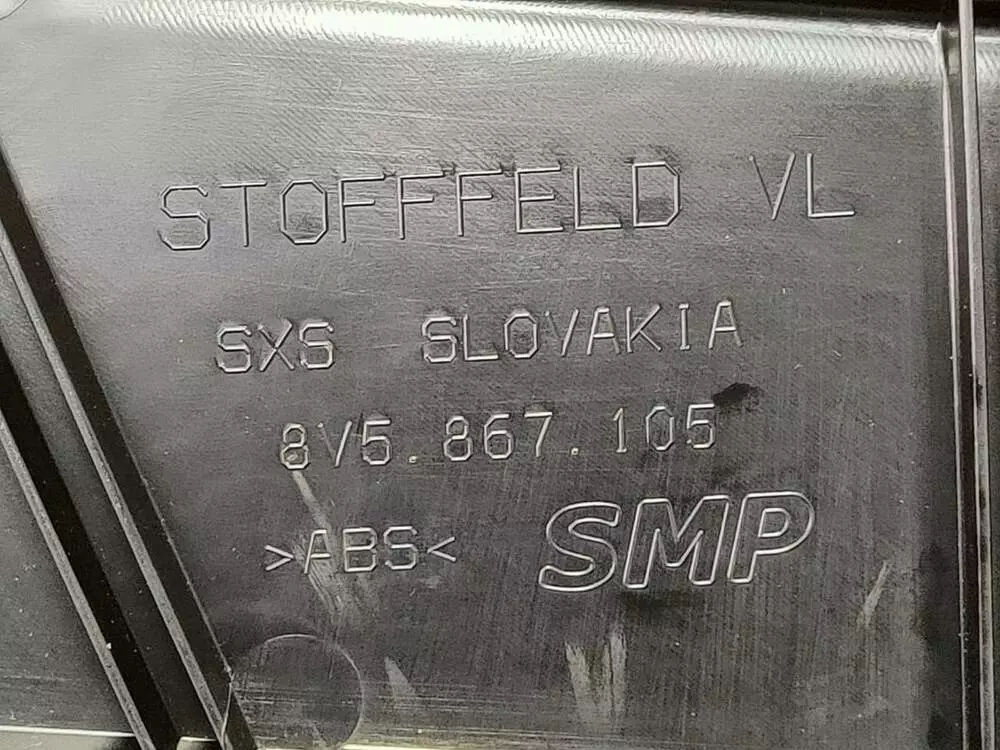 STOFFFELD VL
SXS SLOVAKIA
8V5.867.105
>ABS<
SMP